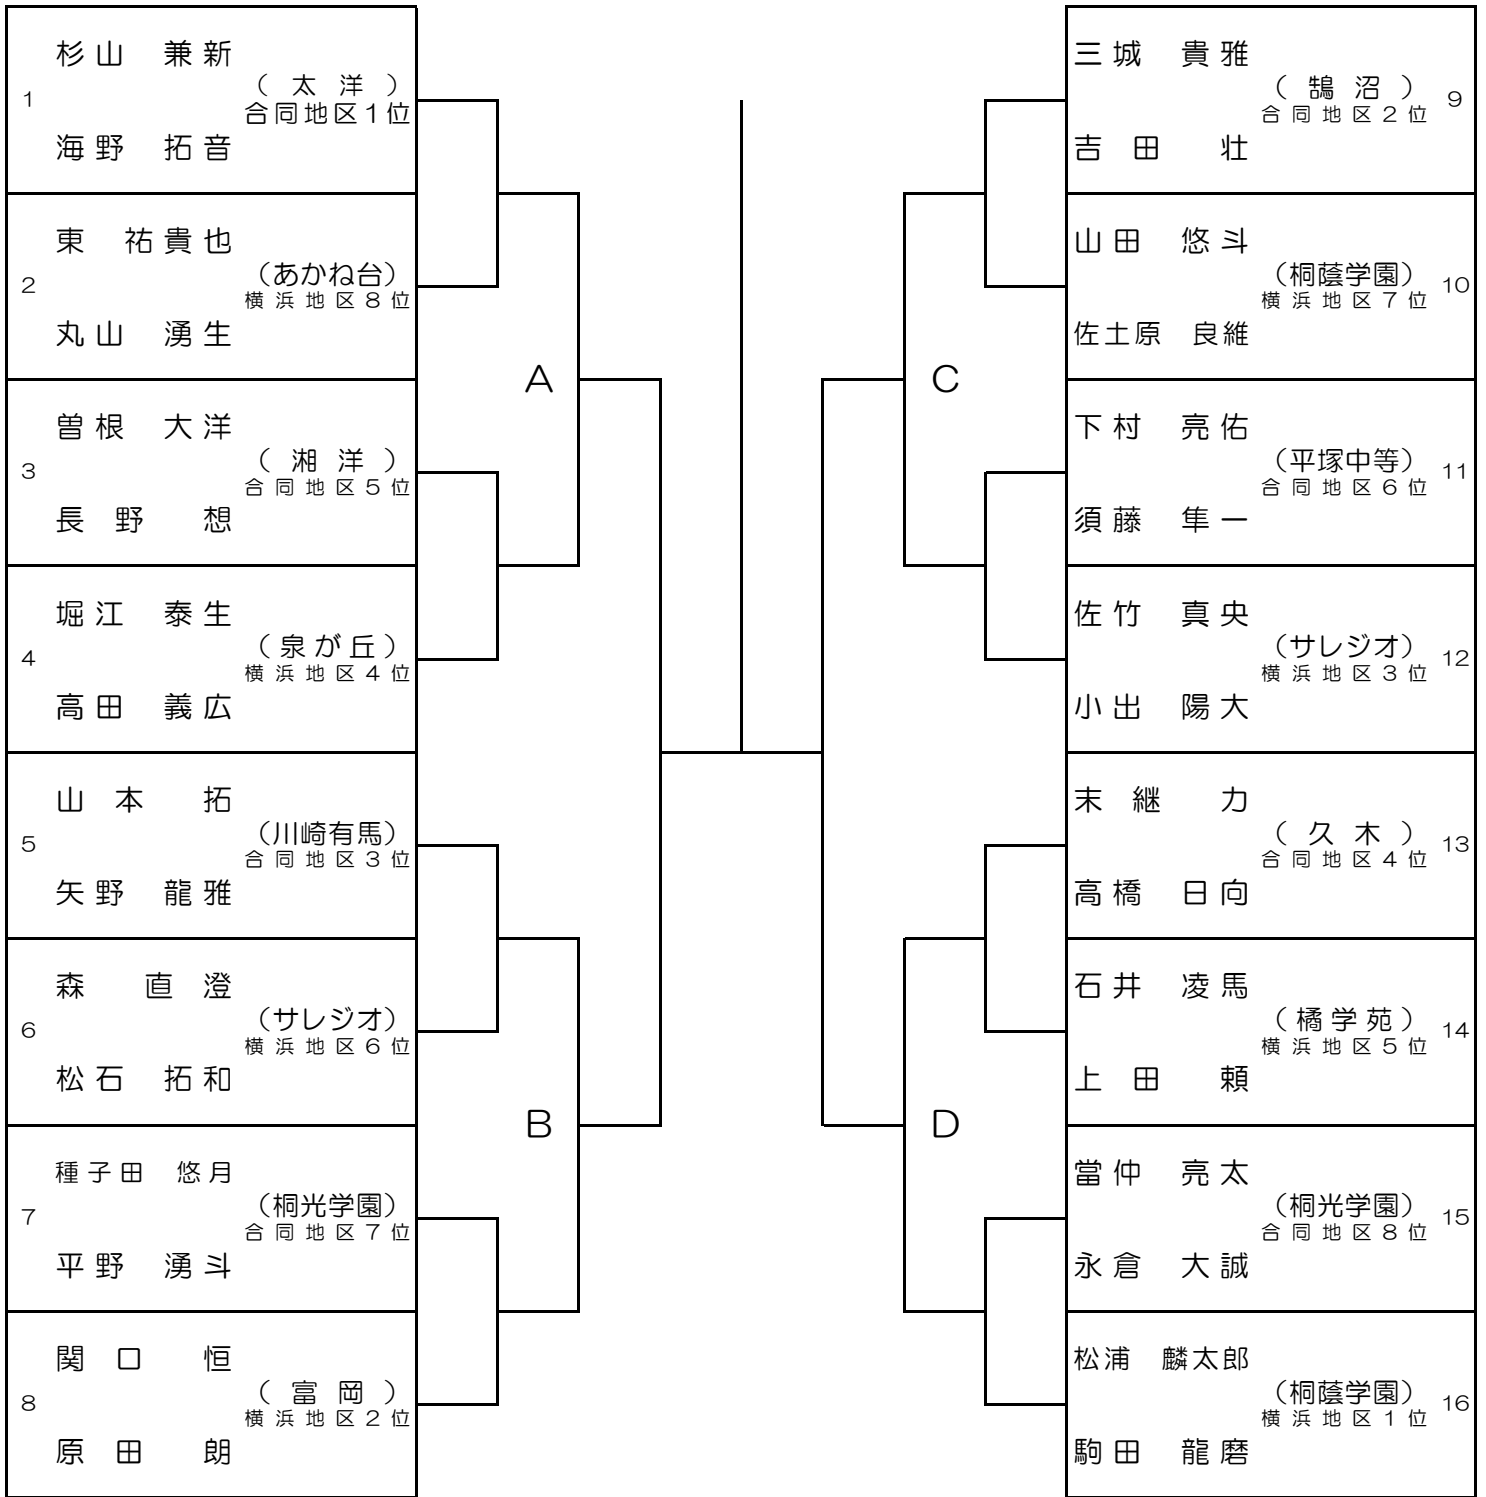 杉山 兼新
1 (太洋)
合同地区1位
海野 拓音
東 祐貴也
2 (あかね台)
横浜地区8位
丸山 湧生
曽根 大洋
3 (湘洋)
合同地区5位
長野 想
堀江 泰生
4 (泉が丘)
横浜地区4位
高田 義広
山本 拓
5 (川崎有馬)
合同地区3位
矢野 龍雅
森 直澄
6 (サレジオ)
横浜地区6位
松石 拓和
種子田 悠月
7 (桐光学園)
合同地区7位
平野 湧斗
関口 恒
8 (富岡)
横浜地区2位
原田 朗
A
B
C
D
三城 貴雅
(鵠沼) 9
合同地区2位
吉田 壮
山田 悠斗
(桐蔭学園) 10
横浜地区7位
佐土原 良維
下村 亮佑
(平塚中等) 11
合同地区6位
須藤 隼一
佐竹 真央
(サレジオ) 12
横浜地区3位
小出 陽大
末継 力
(久木) 13
合同地区4位
高橋 日向
石井 凌馬
(橘学苑) 14
横浜地区5位
上田 頼
當仲 亮太
(桐光学園) 15
合同地区8位
永倉 大誠
松浦 麟太郎
(桐蔭学園) 16
横浜地区1位
駒田 龍磨